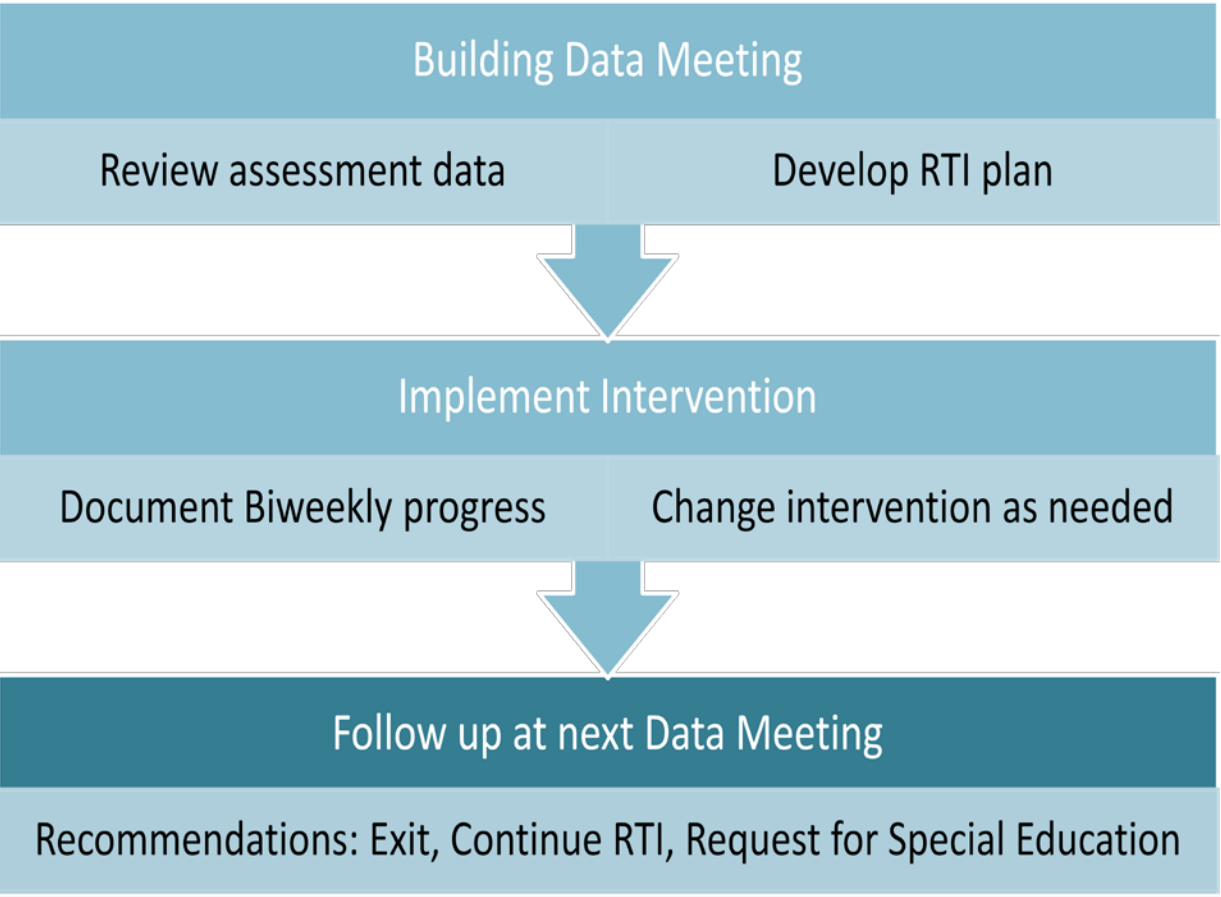 Building Data Meeting
Review assessment data
Develop RTI plan
Implement Intervention
Document Biweekly progress
Change intervention as needed
Follow up at next Data Meeting
Recommendations: Exit, Continue RTI, Request for Special Education